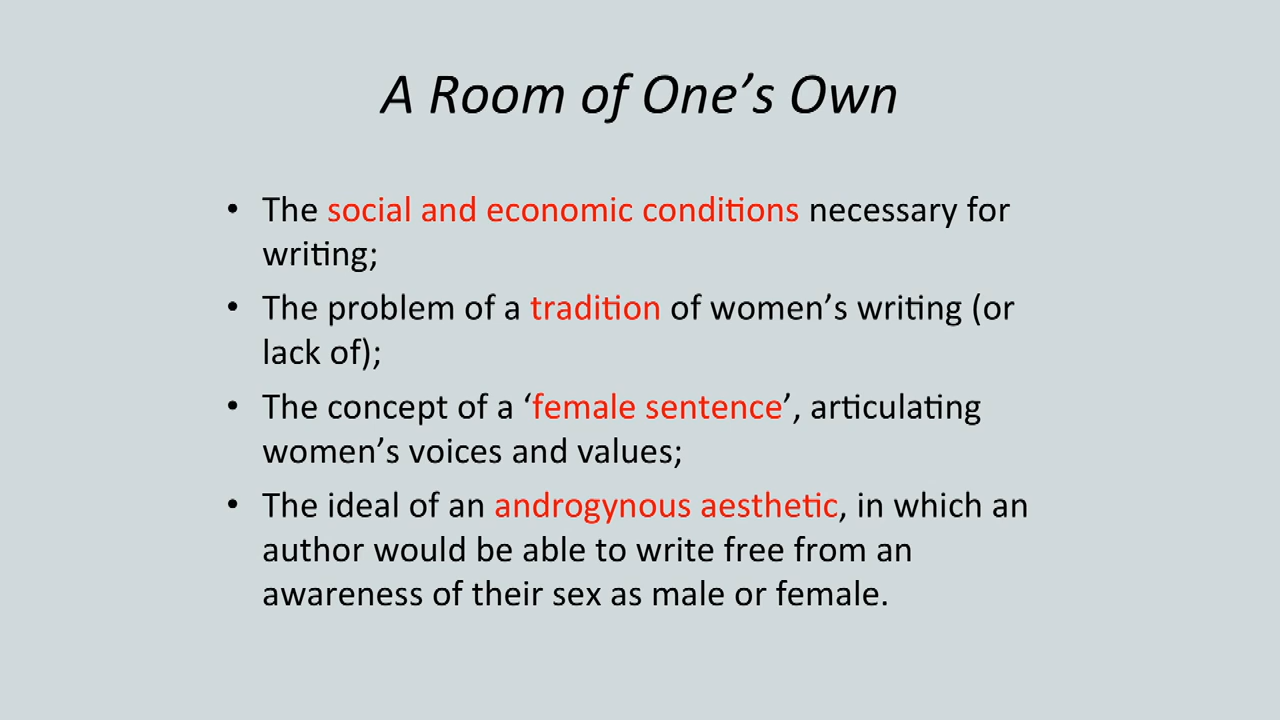 A Room of One’s Own
• The social and economic conditions necessary for
writing;
• The problem of a tradition of women’s writing (or
lack of);
• The concept of a ‘female sentence’, articulating
women’s voices and values;
• The ideal of an androgynous aesthetic, in which an
author would be able to write free from an
awareness of their sex as male or female.